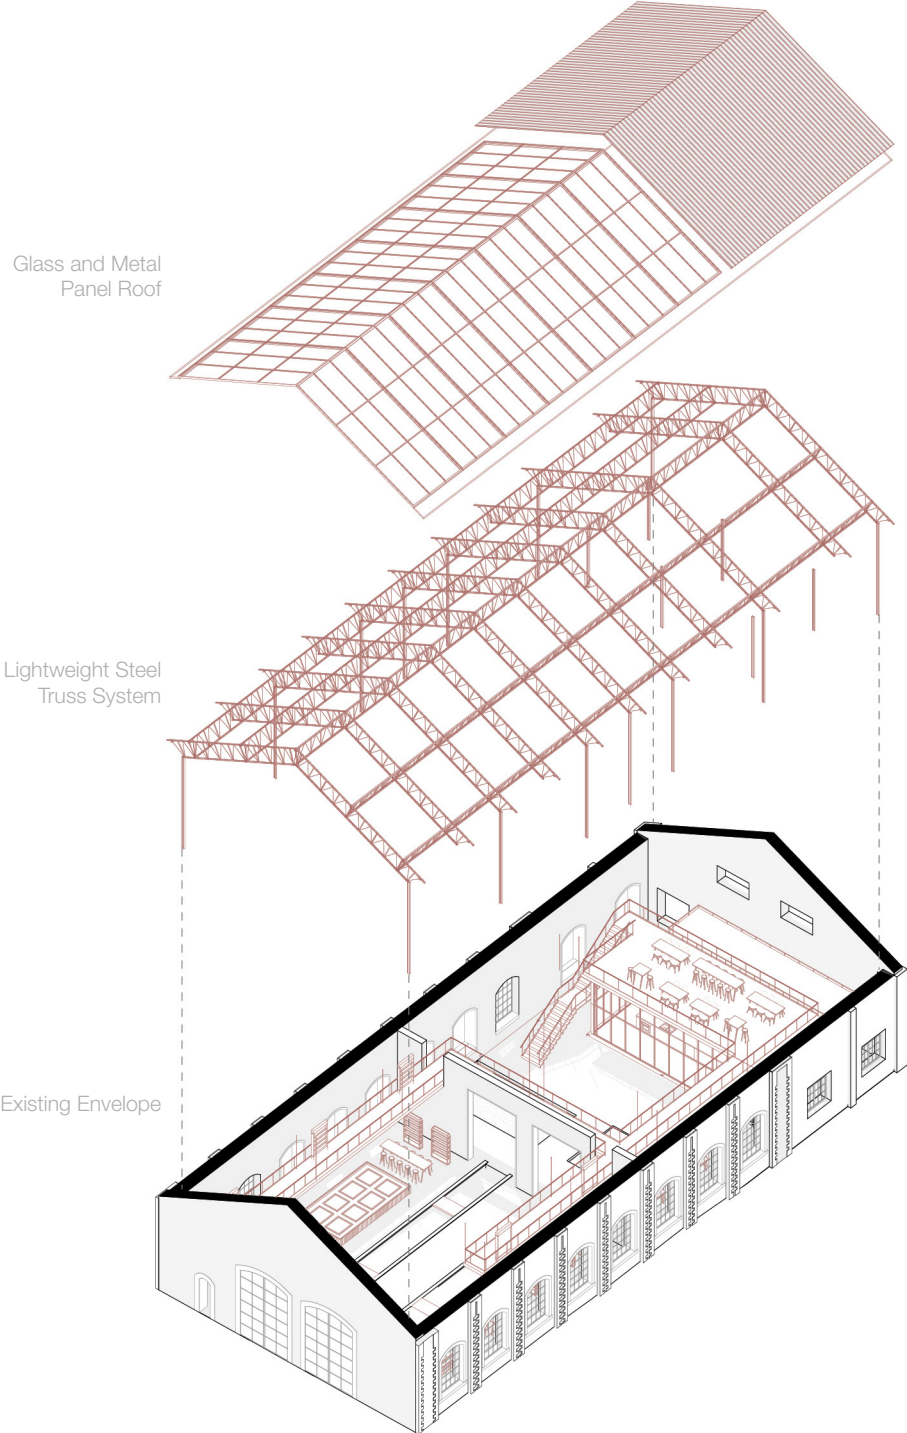 Glass and Metal
Panel Roof
Lightweight Steel
Truss System
Existing Envelope